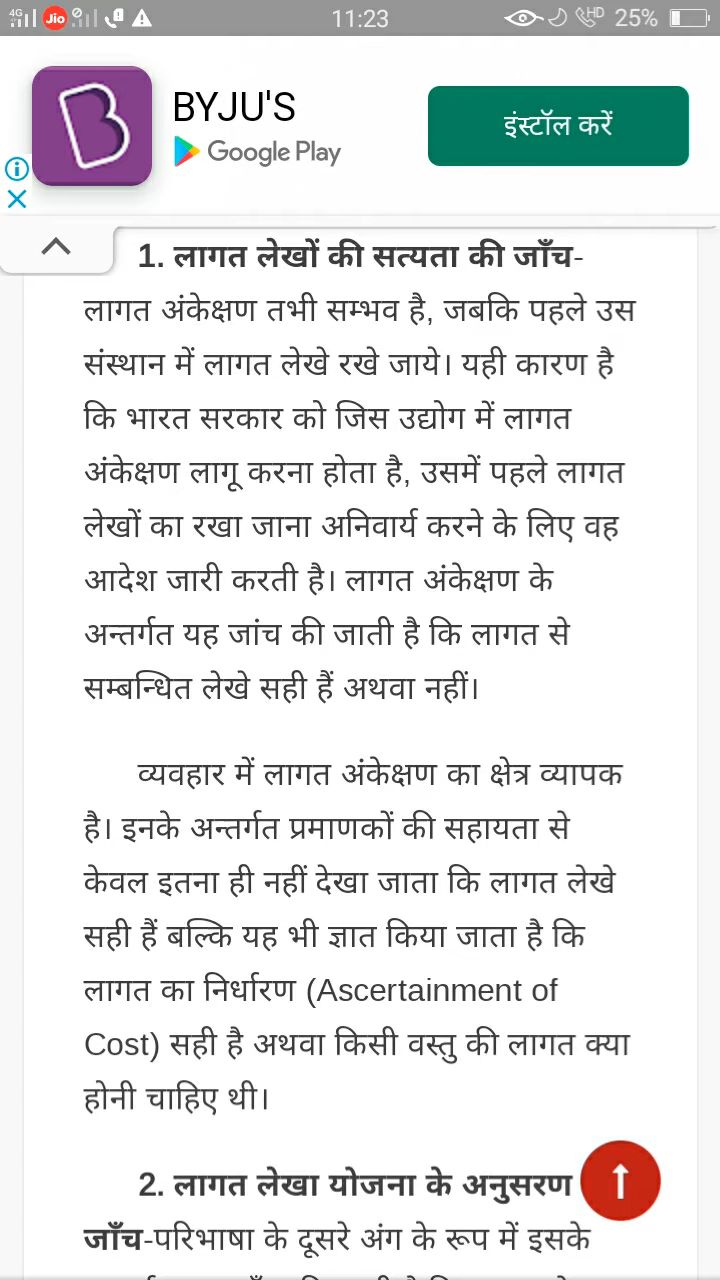 4G Jio 11:23 HD 25%
BYJU'S
Google Play
इंस्टॉल करें
1. लागत लेखों की सत्यता की जाँच-
लागत अंकेक्षण तभी सम्भव है, जबकि पहले उस
संस्थान में लागत लेखे रखे जाये। यही कारण है
कि भारत सरकार को जिस उद्योग में लागत
अंकेक्षण लागू करना होता है, उसमें पहले लागत
लेखों का रखा जाना अनिवार्य करने के लिए वह
आदेश जारी करती है। लागत अंकेक्षण के
अन्तर्गत यह जांच की जाती है कि लागत से
सम्बन्धित लेखे सही हैं अथवा नहीं।
व्यवहार में लागत अंकेक्षण का क्षेत्र व्यापक
है। इनके अन्तर्गत प्रमाणकों की सहायता से
केवल इतना ही नहीं देखा जाता कि लागत लेखे
सही हैं बल्कि यह भी ज्ञात किया जाता है कि
लागत का निर्धारण (Ascertainment of
Cost) सही है अथवा किसी वस्तु की लागत क्या
होनी चाहिए थी।
2. लागत लेखा योजना के अनुसरण
जाँच-परिभाषा के दूसरे अंग के रूप में इसके